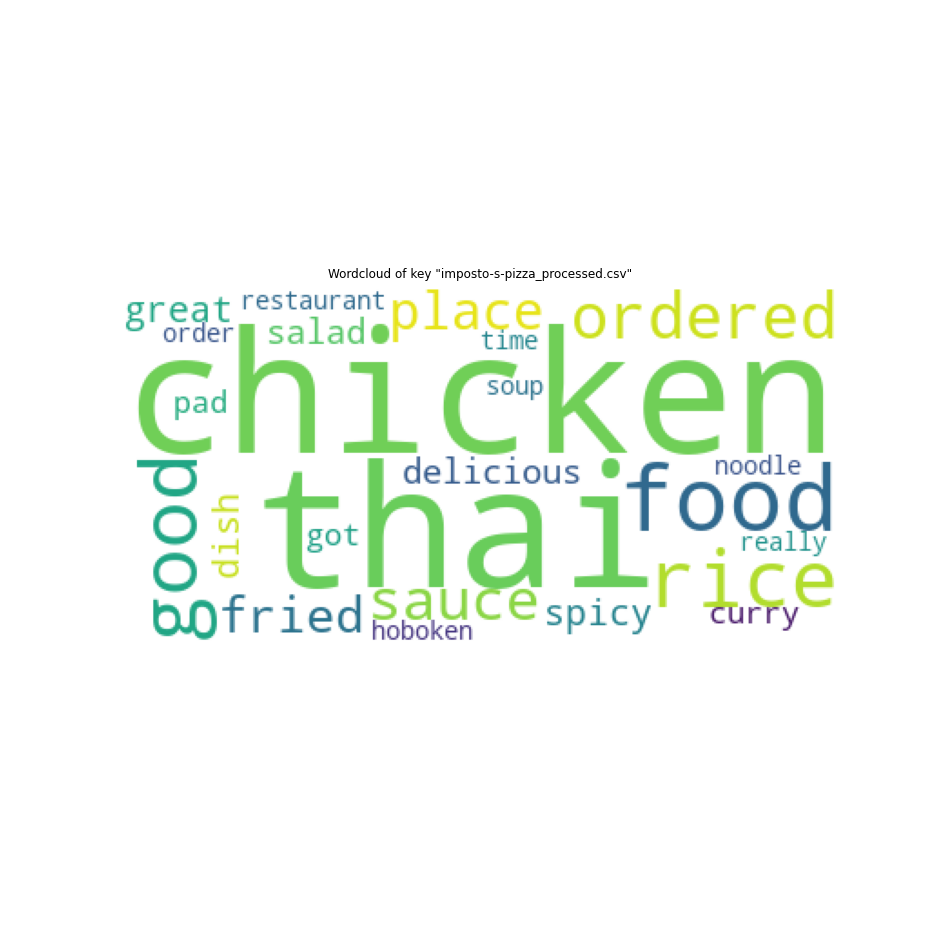 Wordcloud of key "imposto-s-pizza_processed.csv"
great restaurant place ordered
order salad time
chicken
pad soup
good delicious noodle
thai food
dish got really
rice
fried sauce spicy curry
hoboken